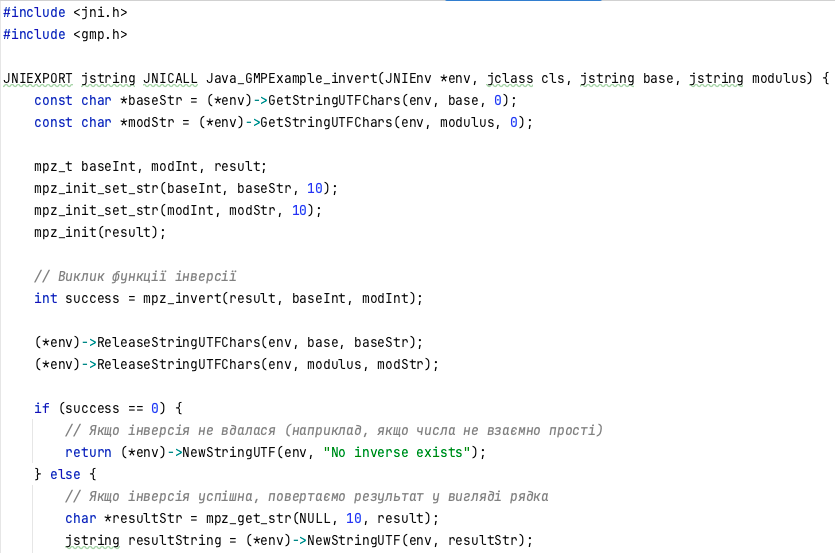 #include <jni.h>
#include <gmp.h>
JNIEXPORT jstring JNICALL Java_GMPExample_invert(JNIEnv *env, jclass cls, jstring base, jstring modulus) {
    const char *baseStr = (*env)->GetStringUTFChars(env, base, 0);
    const char *modStr = (*env)->GetStringUTFChars(env, modulus, 0);
    mpz_t baseInt, modInt, result;
    mpz_init_set_str(baseInt, baseStr, 10);
    mpz_init_set_str(modInt, modStr, 10);
    mpz_init(result);
    // Виклик функції інверсії
    int success = mpz_invert(result, baseInt, modInt);
    (*env)->ReleaseStringUTFChars(env, base, baseStr);
    (*env)->ReleaseStringUTFChars(env, modulus, modStr);
    if (success == 0) {
        // Якщо інверсія не вдалася (наприклад, якщо числа не взаємно прості)
        return (*env)->NewStringUTF(env, "No inverse exists");
    } else {
        // Якщо інверсія успішна, повертаємо результат у вигляді рядка
        char *resultStr = mpz_get_str(NULL, 10, result);
        jstring resultString = (*env)->NewStringUTF(env, resultStr);